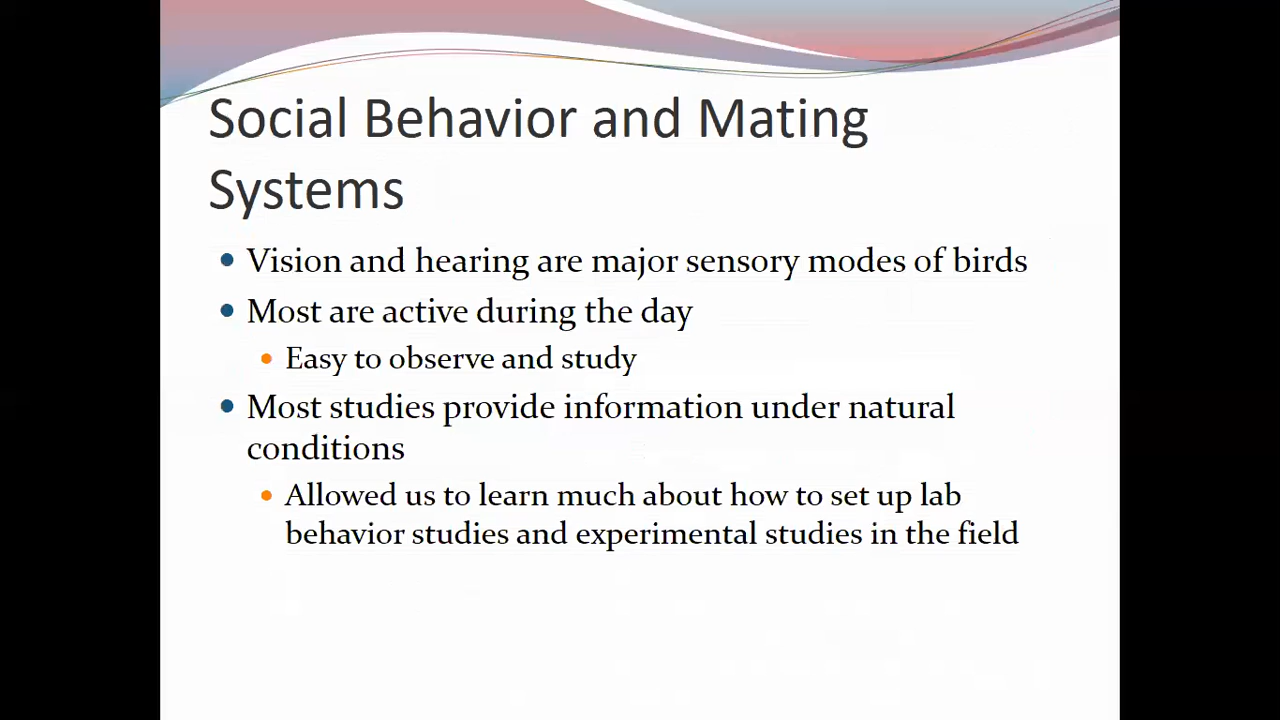 Social Behavior and Mating
Systems
• Vision and hearing are major sensory modes of birds
• Most are active during the day
• Easy to observe and study
• Most studies provide information under natural
conditions
• Allowed us to learn much about how to set up lab
behavior studies and experimental studies in the field